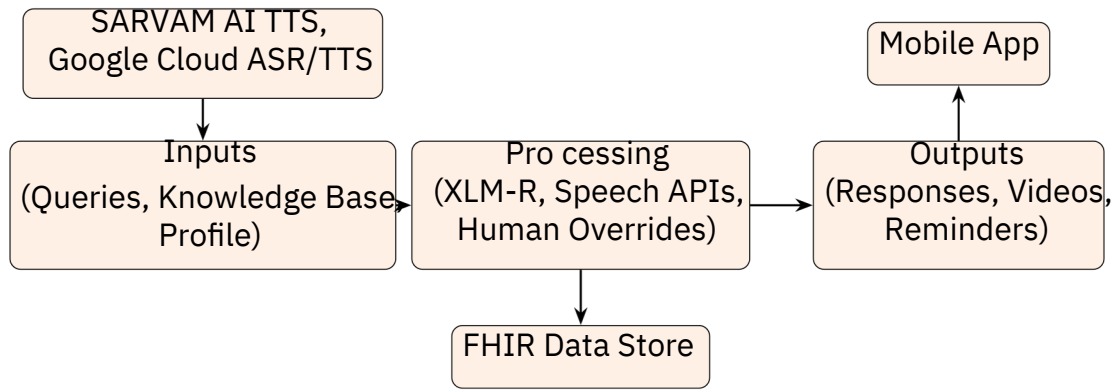 SARVAM AI TTS,
Google Cloud ASR/TTS
Mobile App
Inputs
(Queries, Knowledge Base,
Profile)
Pro cessing
(XLM-R, Speech APIs,
Human Overrides)
Outputs
(Responses, Videos,
Reminders)
FHIR Data Store